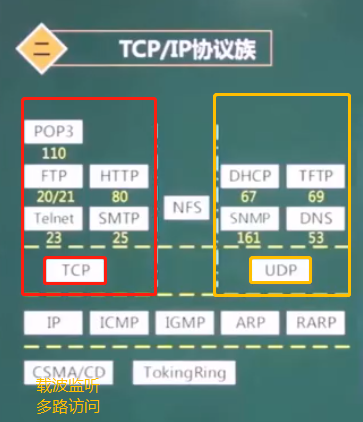 二 TCP/IP协议族
POP3
110
FTP HTTP NFS DHCP TFTP
20/21 80 67 69
Telnet SMTP SNMP DNS
23 25 161 53
TCP UDP
IP ICMP IGMP ARP RARP
CSMA/CD TokingRing
载波监听
多路访问